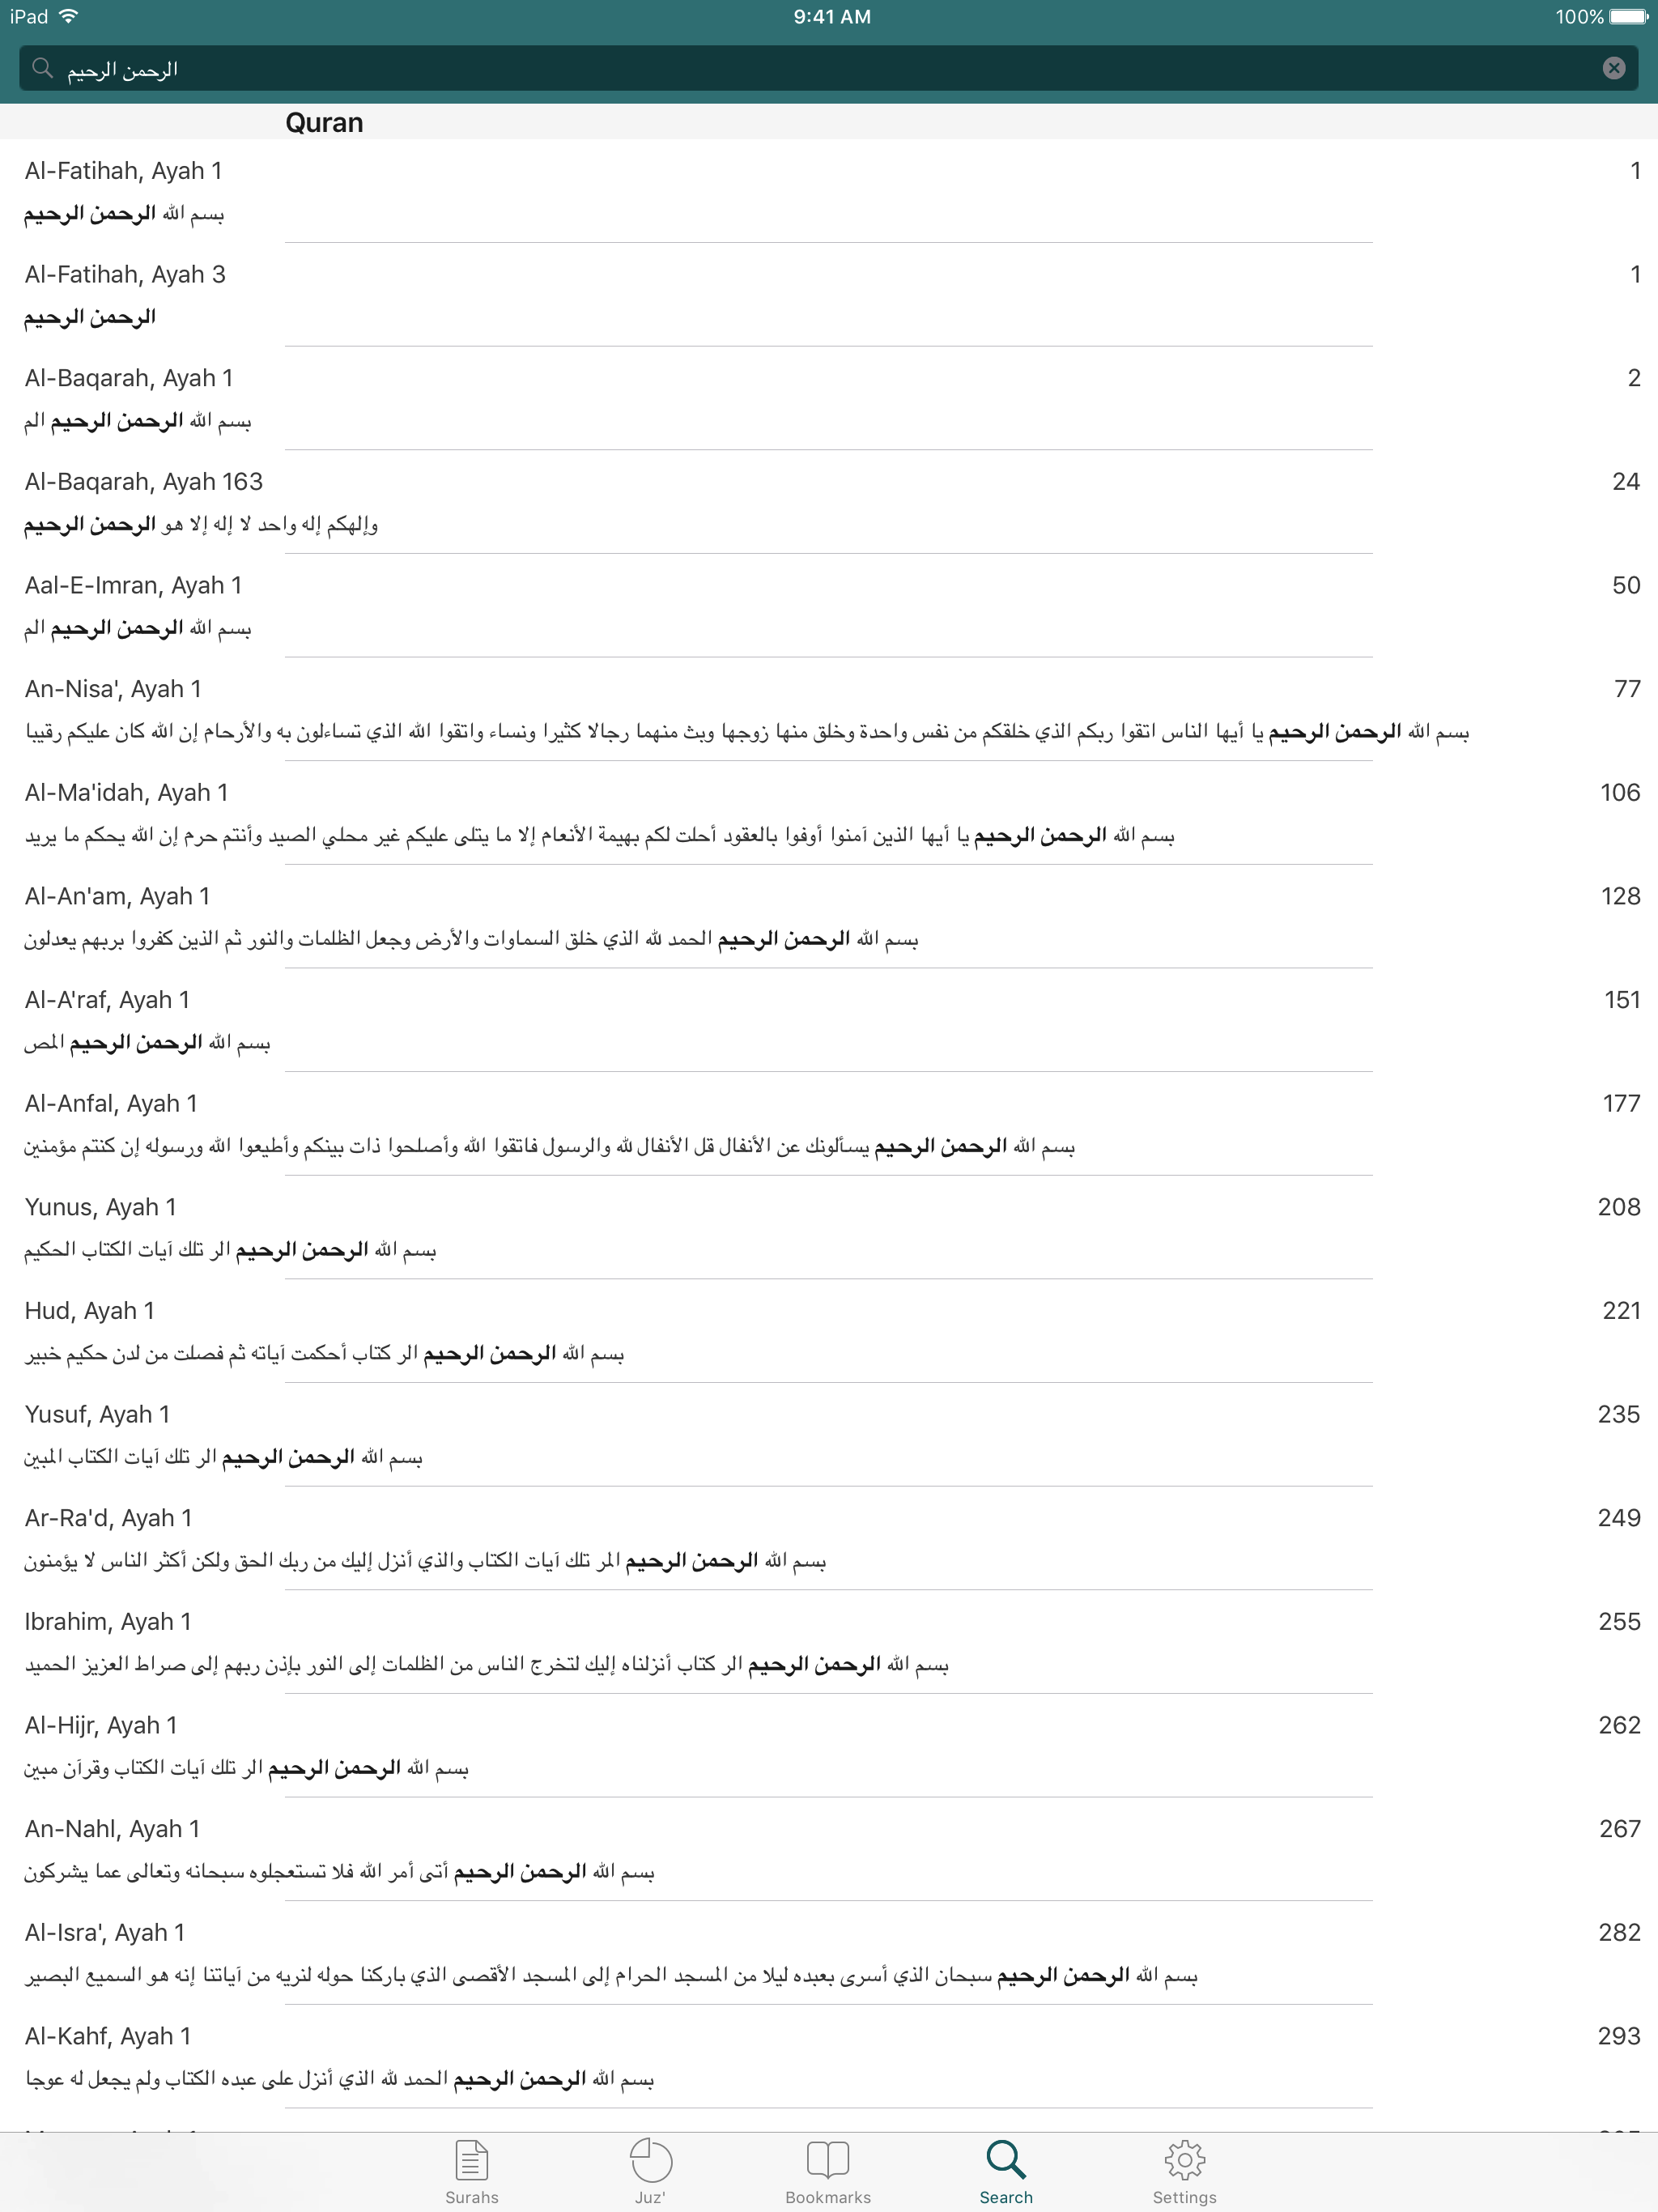 iPad 9:41 AM 100%
الرحمن الرحيم
Quran
Al-Fatihah, Ayah 1 1
بسم الله الرحمن الرحيم
Al-Fatihah, Ayah 3 1
الرحمن الرحيم
Al-Baqarah, Ayah 1 2
بسم الله الرحمن الرحيم الم
Al-Baqarah, Ayah 163 24
وإلهكم إله واحد لا إله إلا هو الرحمن الرحيم
Aal-E-Imran, Ayah 1 50
بسم الله الرحمن الرحيم الم
An-Nisa', Ayah 1 77
بسم الله الرحمن الرحيم يا أيها الناس اتقوا ربكم الذي خلقكم من نفس واحدة وخلق منها زوجها وبث منهما رجالا كثيرا ونساء واتقوا الله الذي تساءلون به والأرحام إن الله كان عليكم رقيبا
Al-Ma'idah, Ayah 1 106
بسم الله الرحمن الرحيم يا أيها الذين آمنوا أوفوا بالعقود أحلت لكم بهيمة الأنعام إلا ما يتلى عليكم غير محلي الصيد وأنتم حرم إن الله يحكم ما يريد
Al-An'am, Ayah 1 128
بسم الله الرحمن الرحيم الحمد لله الذي خلق السماوات والأرض وجعل الظلمات والنور ثم الذين كفروا بربهم يعدلون
Al-A'raf, Ayah 1 151
بسم الله الرحمن الرحيم المص
Al-Anfal, Ayah 1 177
بسم الله الرحمن الرحيم يسألونك عن الأنفال قل الأنفال لله والرسول فاتقوا الله وأصلحوا ذات بينكم وأطيعوا الله ورسوله إن كنتم مؤمنين
Yunus, Ayah 1 208
بسم الله الرحمن الرحيم الر تلك آيات الكتاب الحكيم
Hud, Ayah 1 221
بسم الله الرحمن الرحيم الر كتاب أحكمت آياته ثم فصلت من لدن حكيم خبير
Yusuf, Ayah 1 235
بسم الله الرحمن الرحيم الر تلك آيات الكتاب المبين
Ar-Ra'd, Ayah 1 249
بسم الله الرحمن الرحيم المر تلك آيات الكتاب والذي أنزل إليك من ربك الحق ولكن أكثر الناس لا يؤمنون
Ibrahim, Ayah 1 255
بسم الله الرحمن الرحيم الر كتاب أنزلناه إليك لتخرج الناس من الظلمات إلى النور بإذن ربهم إلى صراط العزيز الحميد
Al-Hijr, Ayah 1 262
بسم الله الرحمن الرحيم الر تلك آيات الكتاب وقرآن مبين
An-Nahl, Ayah 1 267
بسم الله الرحمن الرحيم أتى أمر الله فلا تستعجلوه سبحانه وتعالى عما يشركون
Al-Isra', Ayah 1 282
بسم الله الرحمن الرحيم سبحان الذي أسرى بعبده ليلا من المسجد الحرام إلى المسجد الأقصى الذي باركنا حوله لنريه من آياتنا إنه هو السميع البصير
Al-Kahf, Ayah 1 293
بسم الله الرحمن الرحيم الحمد لله الذي أنزل على عبده الكتاب ولم يجعل له عوجا
Surahs Juz' Bookmarks Search Settings